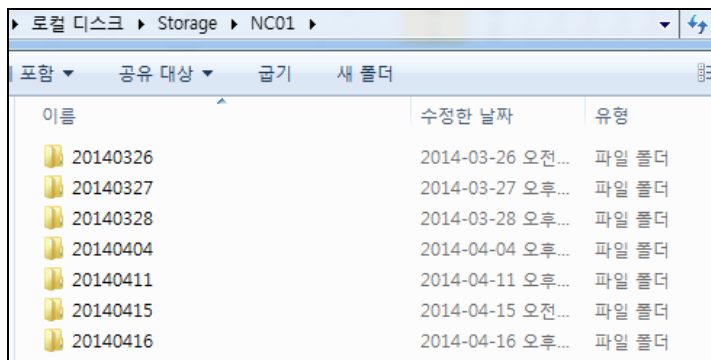 로컬 디스크 ▸ Storage ▸ NC01 ▸
포함 ▼ 공유 대상 ▼ 굽기 새 폴더
이름 수정한 날짜 유형
20140326 2014-03-26 오전... 파일 폴더
20140327 2014-03-27 오후... 파일 폴더
20140328 2014-03-28 오후... 파일 폴더
20140404 2014-04-04 오후... 파일 폴더
20140411 2014-04-11 오후... 파일 폴더
20140415 2014-04-15 오전... 파일 폴더
20140416 2014-04-16 오후... 파일 폴더